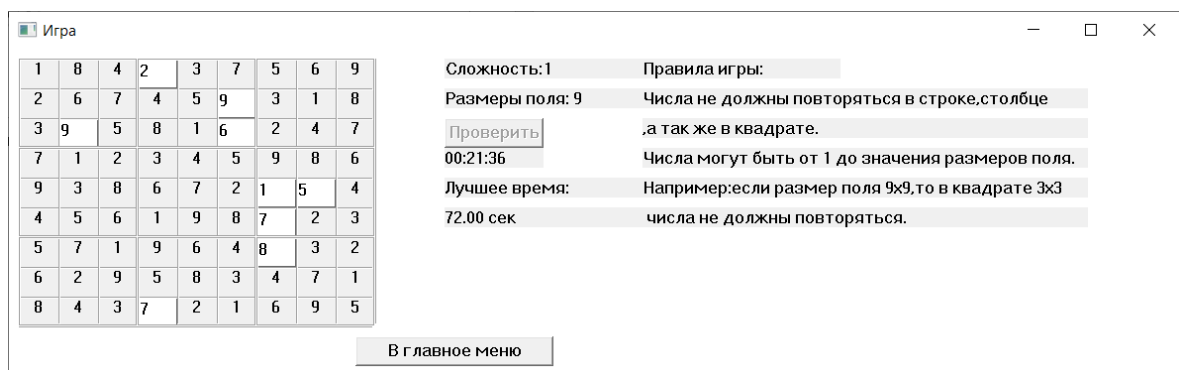 Игра
1 8 4 2 3 7 5 6 9
2 6 7 4 5 9 3 1 8
3 9 5 8 1 6 2 4 7
7 1 2 3 4 5 9 8 6
9 3 8 6 7 2 1 5 4
4 5 6 1 9 8 7 2 3
5 7 1 9 6 4 8 3 2
6 2 9 5 8 3 4 7 1
8 4 3 7 2 1 6 9 5
Сложность:1
Размеры поля: 9
Проверить
00:21:36
Лучшее время:
72.00 сек
Правила игры:
Числа не должны повторяться в строке,столбце
,а так же в квадрате.
Числа могут быть от 1 до значения размеров поля.
Например:если размер поля 9x9,то в квадрате 3x3
числа не должны повторяться.
В главное меню